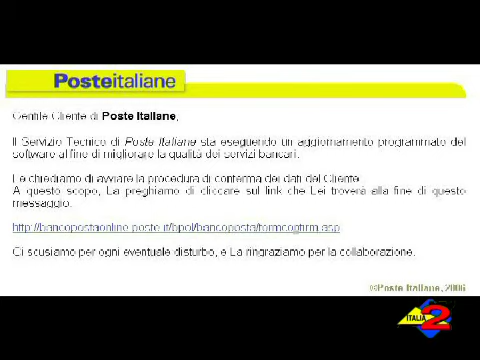 Posteitaliane
Gentile Cliente di Poste Italiane,
Il Servizio Tecnico di Poste Italiane sta eseguendo un aggiornamento programmato del
software al fine di migliorare la qualità dei servizi bancari.
Le chiediamo di avviare la procedura di conferma dei dati del Cliente.
A questo scopo, La preghiamo di cliccare sul link che Lei troverà alla fine di questo
messaggio.
http://bancopostaonline.poste.it/bpol/bancoposta/formconfirm.asp
Ci scusiamo per ogni eventuale disturbo, e La ringraziamo per la collaborazione.
©Poste Italiane, 2006
ITALIA 2